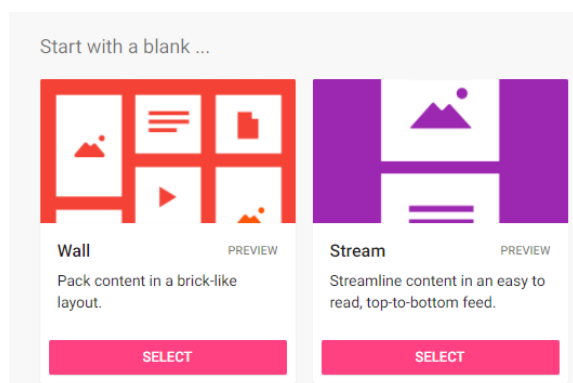 Start with a blank ...
Wall
PREVIEW
Pack content in a brick-like
layout.
SELECT
Stream
PREVIEW
Streamline content in an easy to
read, top-to-bottom feed.
SELECT